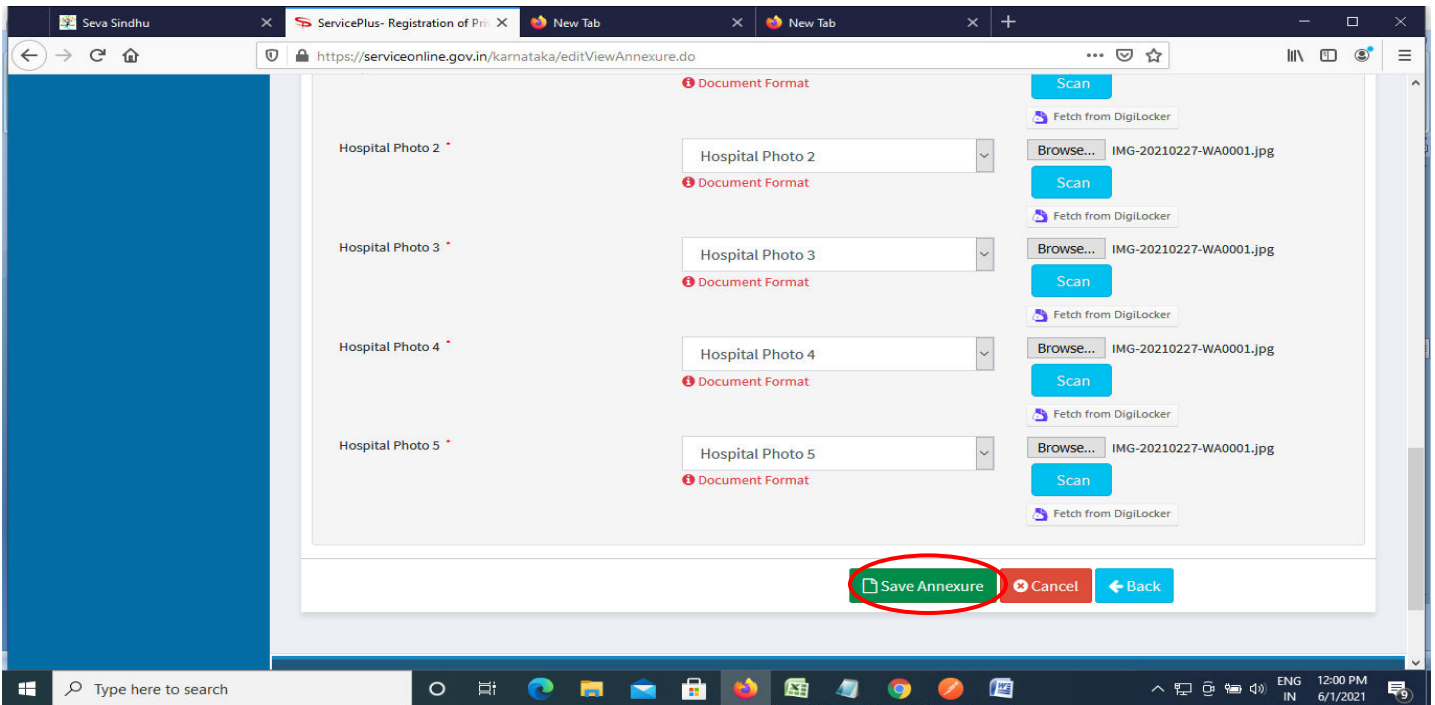 Seva Sindhu
ServicePlus- Registration of Pri
New Tab
New Tab
https://serviceonline.gov.in/karnataka/editViewAnnexure.do
Document Format
Scan
Fetch from DigiLocker
Hospital Photo 2 *
Hospital Photo 2
Browse... IMG-20210227-WA0001.jpg
Document Format
Scan
Fetch from DigiLocker
Hospital Photo 3 *
Hospital Photo 3
Browse... IMG-20210227-WA0001.jpg
Document Format
Scan
Fetch from DigiLocker
Hospital Photo 4 *
Hospital Photo 4
Browse... IMG-20210227-WA0001.jpg
Document Format
Scan
Fetch from DigiLocker
Hospital Photo 5 *
Hospital Photo 5
Browse... IMG-20210227-WA0001.jpg
Document Format
Scan
Fetch from DigiLocker
Save Annexure Cancel Back
Type here to search
ENG 12:00 PM
IN 6/1/2021
9